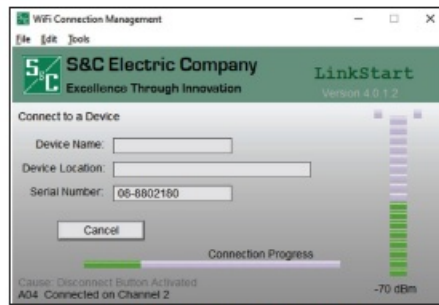 WiFi Connection Management
File Edit Tools
S&C
S&C Electric Company
Excellence Through Innovation
LinkStart
Version 4.0.1.2
Connect to a Device
Device Name:
Device Location:
Serial Number: 08-8802180
Cancel
Connection Progress
Cause: Disconnect Button Activated
A04 Connected on Channel 2
-70 dBm